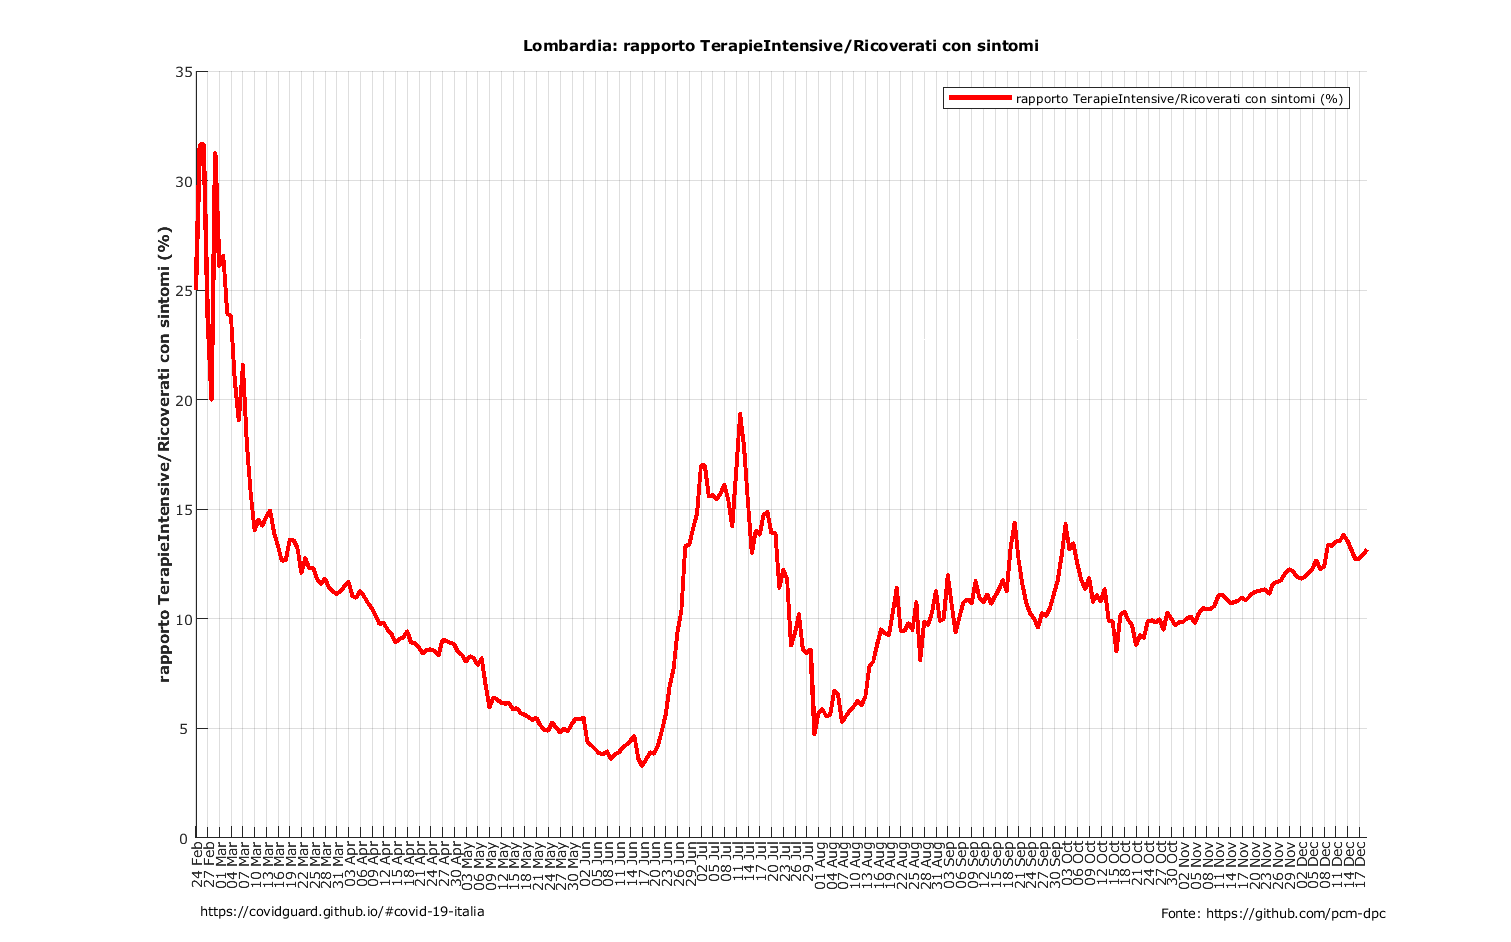 Lombardia: rapporto TerapieIntensive/Ricoverati con sintomi
rapporto TerapieIntensive/Ricoverati con sintomi (%)
rapporto TerapieIntensive/Ricoverati con sintomi (%)
35
30
25
20
15
10
5
0
24 Feb
27 Feb
01 Mar
04 Mar
07 Mar
10 Mar
13 Mar
16 Mar
19 Mar
22 Mar
25 Mar
28 Mar
31 Mar
03 Apr
06 Apr
09 Apr
12 Apr
15 Apr
18 Apr
21 Apr
24 Apr
27 Apr
30 Apr
03 May
06 May
09 May
12 May
15 May
18 May
21 May
24 May
27 May
30 May
02 Jun
05 Jun
08 Jun
11 Jun
14 Jun
17 Jun
20 Jun
23 Jun
26 Jun
29 Jun
02 Jul
05 Jul
08 Jul
11 Jul
14 Jul
17 Jul
20 Jul
23 Jul
26 Jul
29 Jul
01 Aug
04 Aug
07 Aug
10 Aug
13 Aug
16 Aug
19 Aug
22 Aug
25 Aug
28 Aug
31 Aug
03 Sep
06 Sep
09 Sep
12 Sep
15 Sep
18 Sep
21 Sep
24 Sep
27 Sep
30 Sep
03 Oct
06 Oct
09 Oct
12 Oct
15 Oct
18 Oct
21 Oct
24 Oct
27 Oct
30 Oct
02 Nov
05 Nov
08 Nov
11 Nov
14 Nov
17 Nov
20 Nov
23 Nov
26 Nov
29 Nov
02 Dec
05 Dec
08 Dec
11 Dec
14 Dec
17 Dec
https://covidguard.github.io/#covid-19-italia
Fonte: https://github.com/pcm-dpc